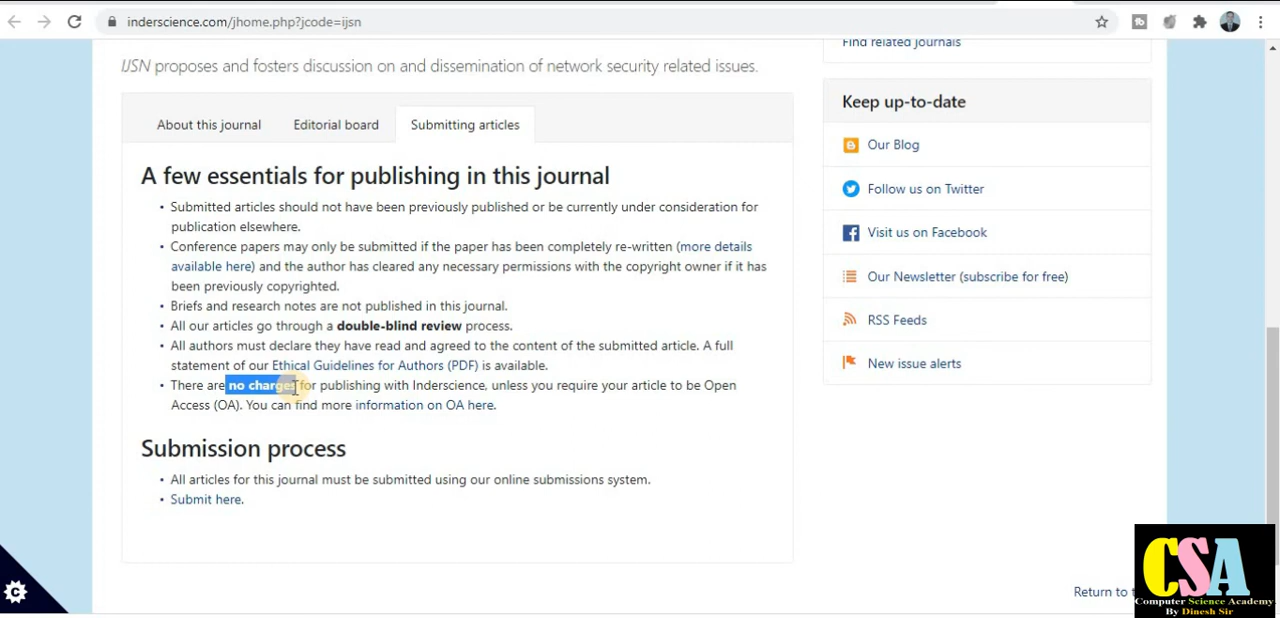 inderscience.com/jhome.php?jcode=ijsn
Find related journals
IJSN proposes and fosters discussion on and dissemination of network security related issues.
Keep up-to-date
About this journal
Editorial board
Submitting articles
Our Blog
A few essentials for publishing in this journal
Follow us on Twitter
Submitted articles should not have been previously published or be currently under consideration for
publication elsewhere.
Visit us on Facebook
Conference papers may only be submitted if the paper has been completely re-written (more details
available here) and the author has cleared any necessary permissions with the copyright owner if it has
been previously copyrighted.
Our Newsletter (subscribe for free)
Briefs and research notes are not published in this journal.
RSS Feeds
All our articles go through a double-blind review process.
All authors must declare they have read and agreed to the content of the submitted article. A full
statement of our Ethical Guidelines for Authors (PDF) is available.
New issue alerts
There are no charges for publishing with Inderscience, unless you require your article to be Open
Access (OA). You can find more information on OA here.
Submission process
All articles for this journal must be submitted using our online submissions system.
Submit here.
Return to
CSA
Computer Science Academy
By Dinesh Sir